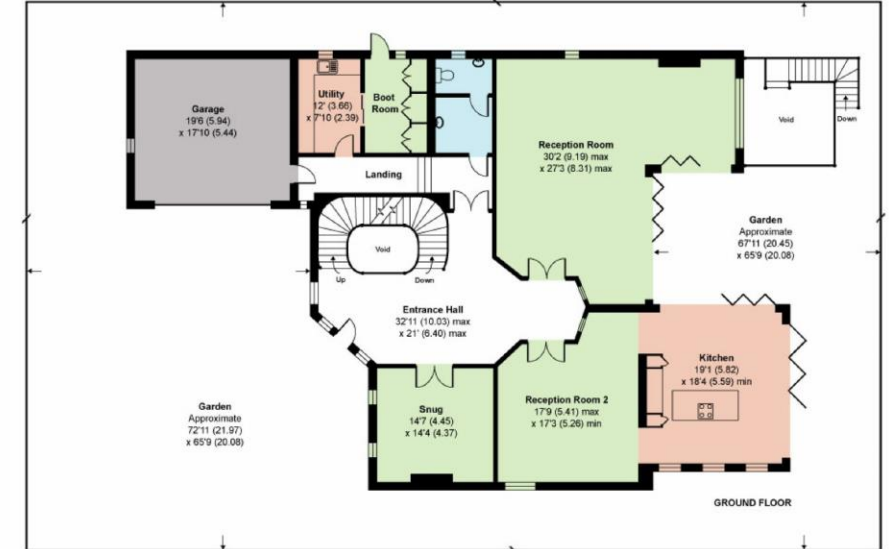 Garage
19'6 (5.94)
x 17'10 (5.44)
Utility
12' (3.66)
x 7'10 (2.39)
Boot
Room
Landing
Reception Room
30'2 (9.19) max
x 27'3 (8.31) max
Void
Down
Void
Up
Down
Garden
Approximate
67'11 (20.45)
x 65'9 (20.08)
Entrance Hall
32'11 (10.03) max
x 21' (6.40) max
Kitchen
19'1 (5.82)
x 18'4 (5.59) min
Garden
Approximate
72'11 (21.97)
x 65'9 (20.08)
Snug
14'7 (4.45)
x 14'4 (4.37)
Reception Room 2
17'9 (5.41) max
x 17'3 (5.26) min
GROUND FLOOR